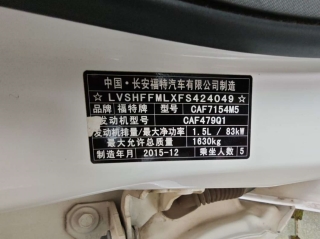 中国·长安福特汽车有限公司制造
☆LVSHFFMLXFS424049☆
品牌 福特牌 型号 CAF7154M5
发动机型号 CAF479Q1
发动机排量/最大净功率 1.5L / 83kW
最大允许总质量 1630kg
制造年月 2015-12 乘坐人数 5